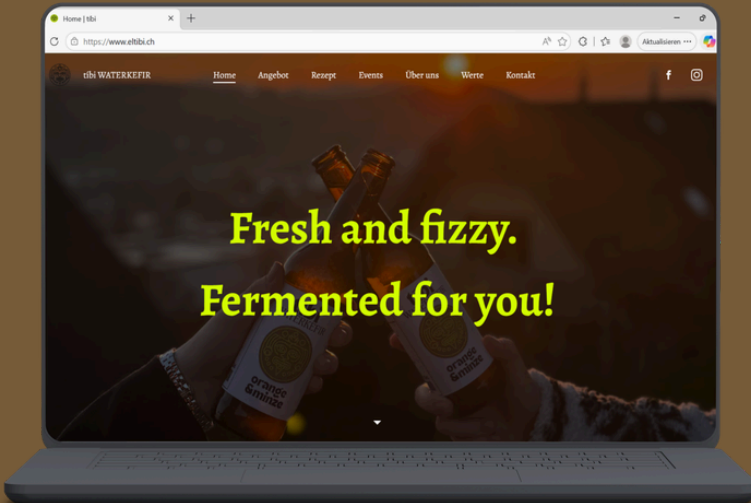 Home | tibi
https://www.eltibi.ch
Aktualisieren
tibi WATERKEFIR
Home
Angebot
Rezept
Events
Über uns
Werte
Kontakt
Fresh and fizzy.
Fermented for you!
WATERKEFIR
orange
&minze
orange
&minze